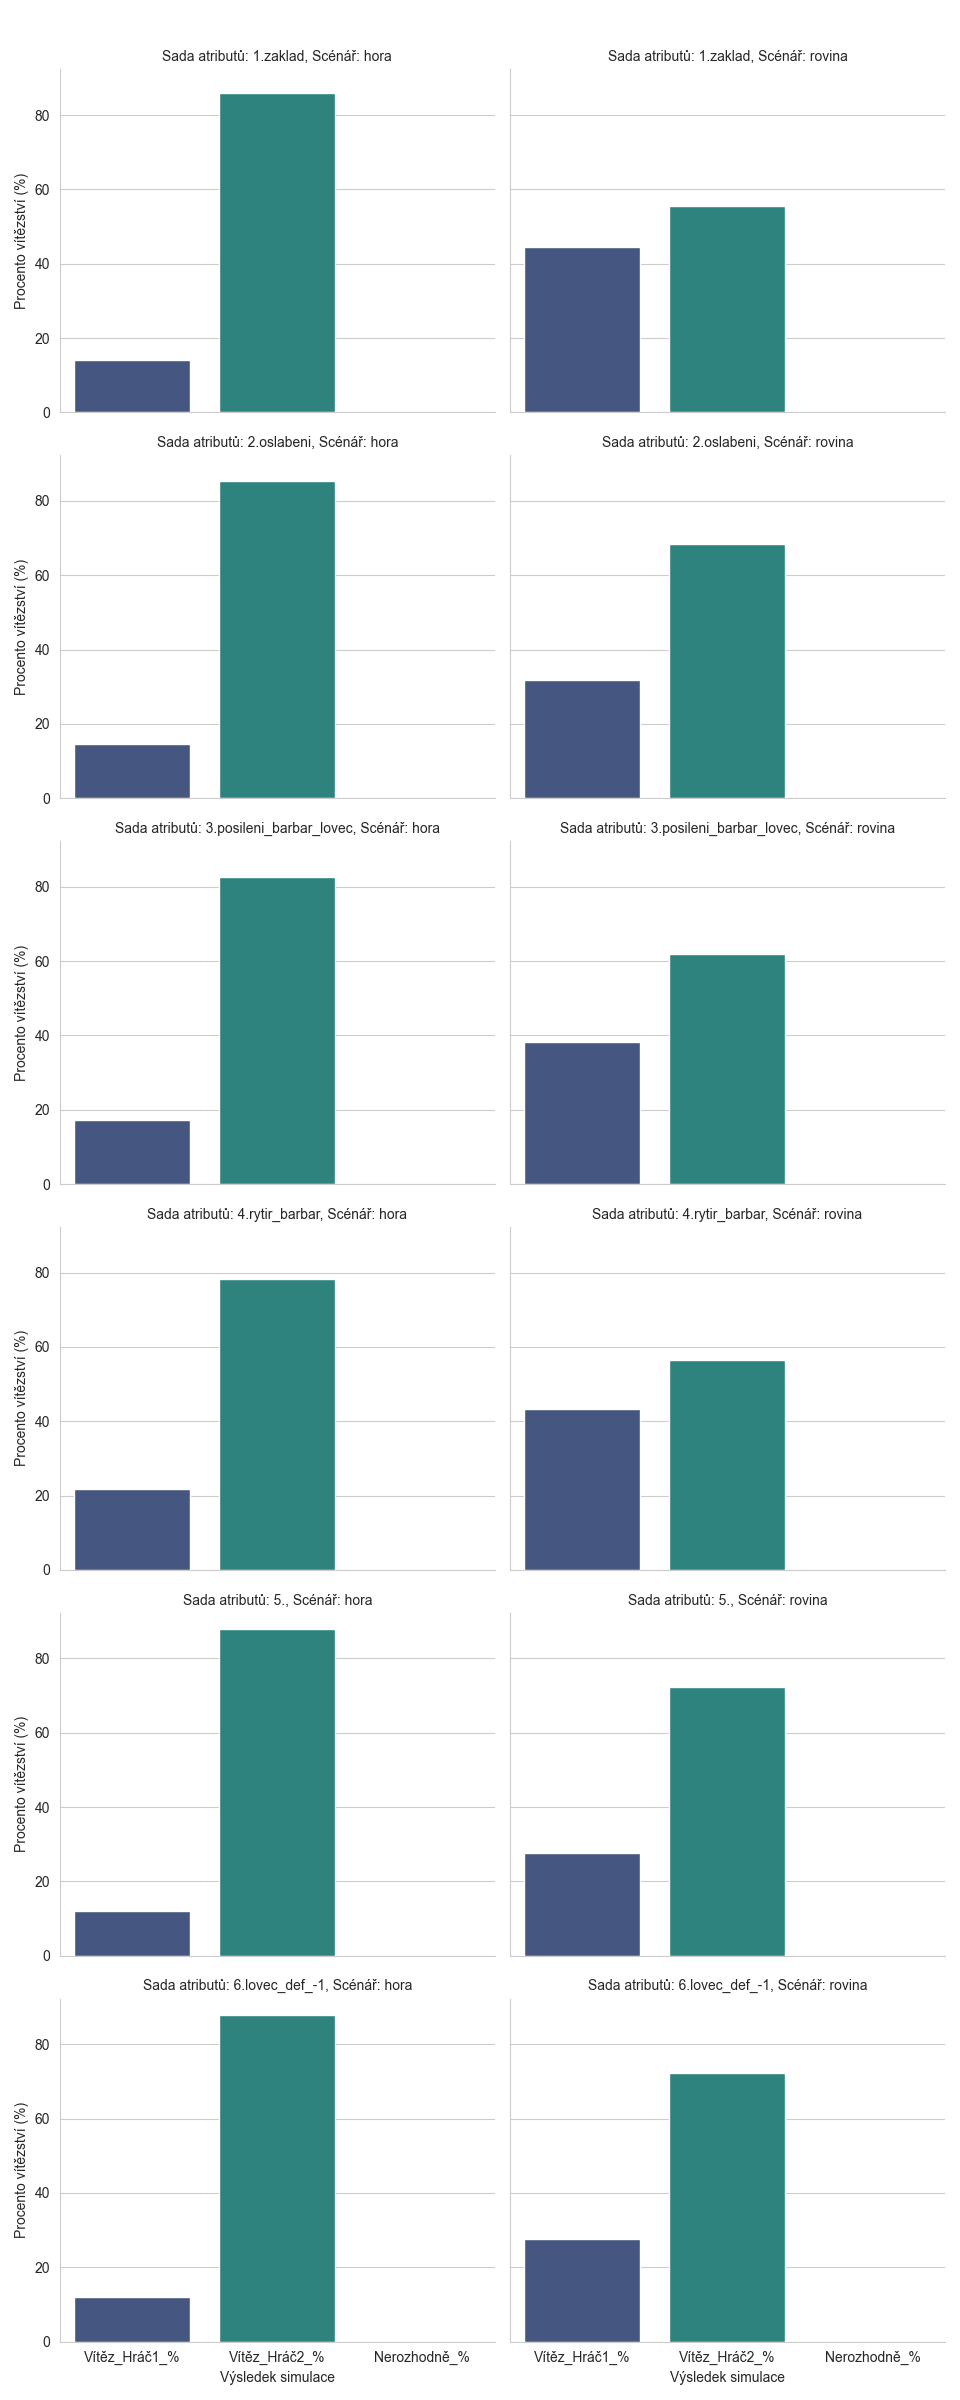 Sada atributů: 1.zaklad, Scénář: hora
Sada atributů: 1.zaklad, Scénář: rovina
Procento vítězství (%)
80
60
40
20
0
Sada atributů: 2.oslabeni, Scénář: hora
Sada atributů: 2.oslabeni, Scénář: rovina
Procento vítězství (%)
80
60
40
20
0
Sada atributů: 3.posileni_barbar_lovec, Scénář: hora
Sada atributů: 3.posileni_barbar_lovec, Scénář: rovina
Procento vítězství (%)
80
60
40
20
0
Sada atributů: 4.rytir_barbar, Scénář: hora
Sada atributů: 4.rytir_barbar, Scénář: rovina
Procento vítězství (%)
80
60
40
20
0
Sada atributů: 5., Scénář: hora
Sada atributů: 5., Scénář: rovina
Procento vítězství (%)
80
60
40
20
0
Sada atributů: 6.lovec_def_-1, Scénář: hora
Sada atributů: 6.lovec_def_-1, Scénář: rovina
Procento vítězství (%)
80
60
40
20
0
Vítěz_Hráč1_% Vítěz_Hráč2_% Nerozhodně_%
Výsledek simulace
Vítěz_Hráč1_% Vítěz_Hráč2_% Nerozhodně_%
Výsledek simulace